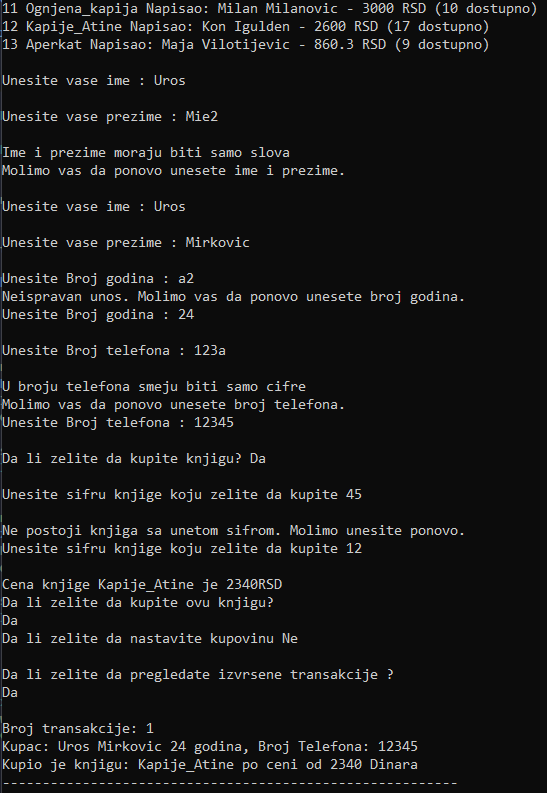 11 Ognjena_kapija Napisao: Milan Milanovic - 3000 RSD (10 dostupno)
12 Kapije_Atine Napisao: Kon Igulden - 2600 RSD (17 dostupno)
13 Aperkat Napisao: Maja Vilotijevic - 860.3 RSD (9 dostupno)
Unesite vase ime : Uros
Unesite vase prezime : Mie2
Ime i prezime moraju biti samo slova
Molimo vas da ponovo unesete ime i prezime.
Unesite vase ime : Uros
Unesite vase prezime : Mirkovic
Unesite Broj godina : a2
Neispravan unos. Molimo vas da ponovo unesete broj godina.
Unesite Broj godina : 24
Unesite Broj telefona : 123a
U broju telefona smeju biti samo cifre
Molimo vas da ponovo unesete broj telefona.
Unesite Broj telefona : 12345
Da li zelite da kupite knjigu? Da
Unesite sifru knjige koju zelite da kupite 45
Ne postoji knjiga sa unetom sifrom. Molimo unesite ponovo.
Unesite sifru knjige koju zelite da kupite 12
Cena knjige Kapije_Atine je 2340RSD
Da li zelite da kupite ovu knjigu?
Da
Da li zelite da nastavite kupovinu Ne
Da li zelite da pregledate izvrsene transakcije ?
Da
Broj transakcije: 1
Kupac: Uros Mirkovic 24 godina, Broj Telefona: 12345
Kupio je knjigu: Kapije_Atine po ceni od 2340 Dinara
---------------------------------------------------------